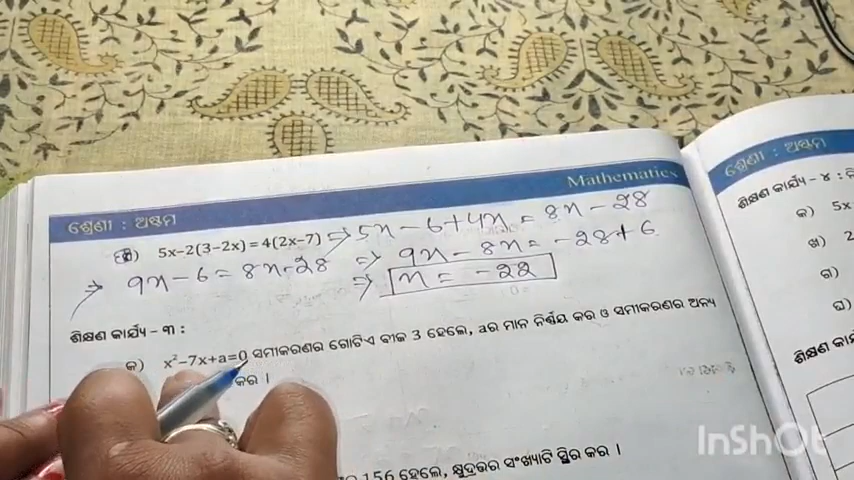 Mathematics
ଶ୍ରେଣୀ : ଅଷ୍ଟମ
ଶ୍ରେଣୀ : ଅଷ୍ଟମ
5x-2(3-2x)=4(2x-7) ⇒ 5x - 6 + 4x = 8x - 28
⇒ 9x - 6 = 8x - 28 ⇒ 9x - 8x = - 28 + 6
⇒ x = - 22
ଶିକ୍ଷଣ କାର୍ଯ୍ୟ - ୩ :
କ) x²-7x+a=0 ସମୀକରଣର ଗୋଟିଏ ବୀଜ 3 ହେଲେ, aର ମାନ ନିର୍ଣ୍ଣୟ କର ଓ ସମୀକରଣର ଅନ୍ୟ
କର ।
156 ହେଲେ, କ୍ଷୁଦ୍ରତର ସଂଖ୍ୟାଟି ସ୍ଥିର କର ।
ଶିକ୍ଷଣ କାର୍ଯ୍ୟ - ୪ :
କ) 5x
ଖ) 2
ଗ)
ଘ)
ଶିକ୍ଷଣ
InShOt